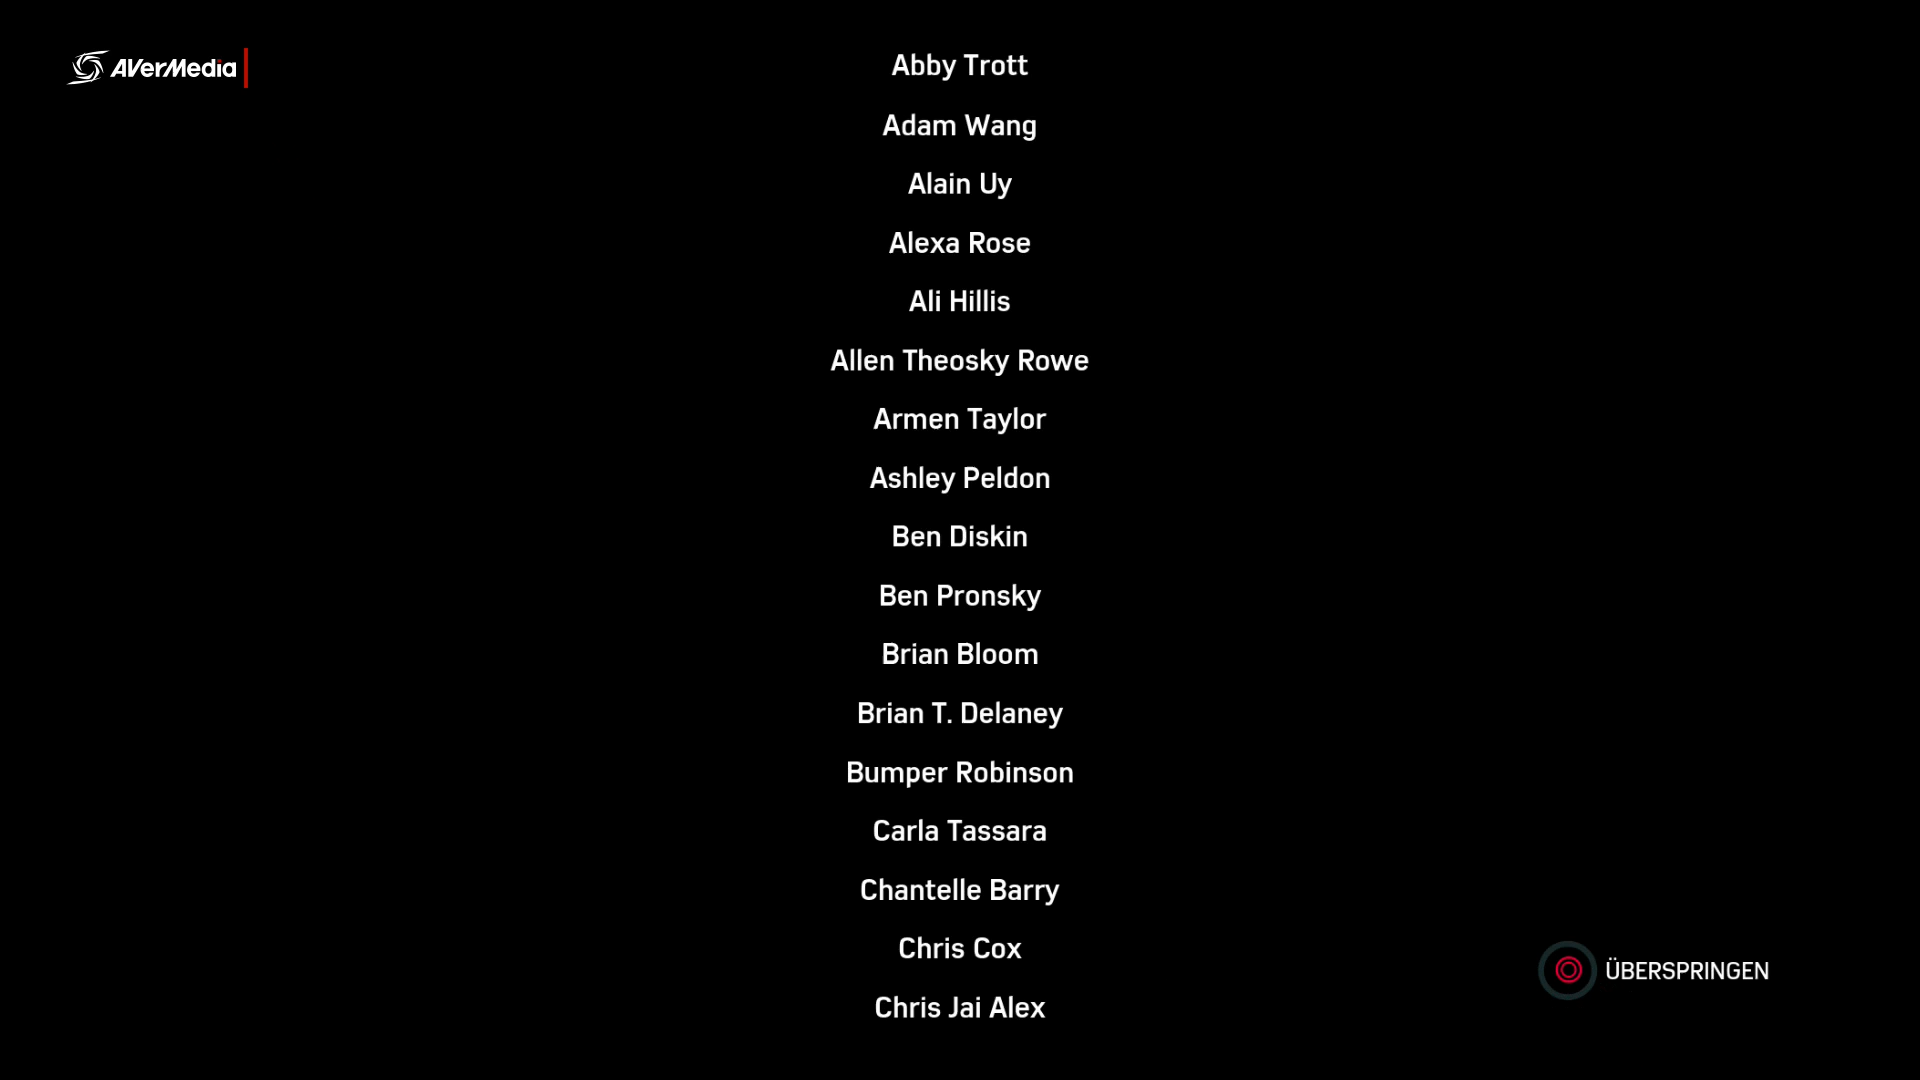 AVerMedia
Abby Trott
Adam Wang
Alain Uy
Alexa Rose
Ali Hillis
Allen Theosky Rowe
Armen Taylor
Ashley Peldon
Ben Diskin
Ben Pronsky
Brian Bloom
Brian T. Delaney
Bumper Robinson
Carla Tassara
Chantelle Barry
Chris Cox
Chris Jai Alex
ÜBERSPRINGEN